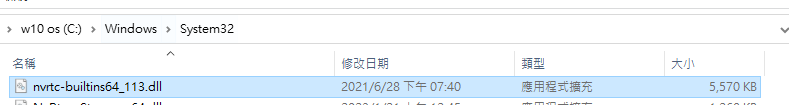 w10 os (C:) > Windows > System32
名稱 修改日期 類型 大小
nvrtc-builtins64_113.dll 2021/6/28 下午 07:40 應用程式擴充 5,570 KB